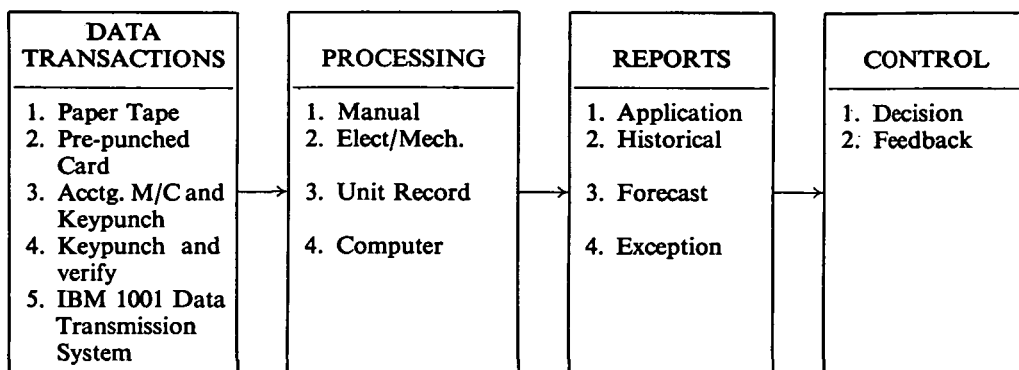 DATA
TRANSACTIONS
1. Paper Tape
2. Pre-punched
Card
3. Acctg. M/C and
Keypunch
4. Keypunch and
verify
5. IBM 1001 Data
Transmission
System
PROCESSING
1. Manual
2. Elect/Mech.
3. Unit Record
4. Computer
REPORTS
1. Application
2. Historical
3. Forecast
4. Exception
CONTROL
1. Decision
2. Feedback